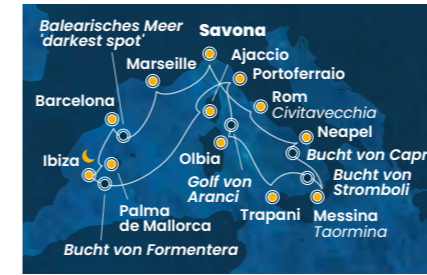 Balearisches Meer
'darkest spot'
Savona
Marseille
Ajaccio
Portoferraio
Barcelona
Rom
Civitavecchia
Neapel
Ibiza
Olbia
Bucht von Capr
Golf von
Aranci
Bucht von
Stromboli
Palma
de Mallorca
Trapani
Messina
Taormina
Bucht von Formentera